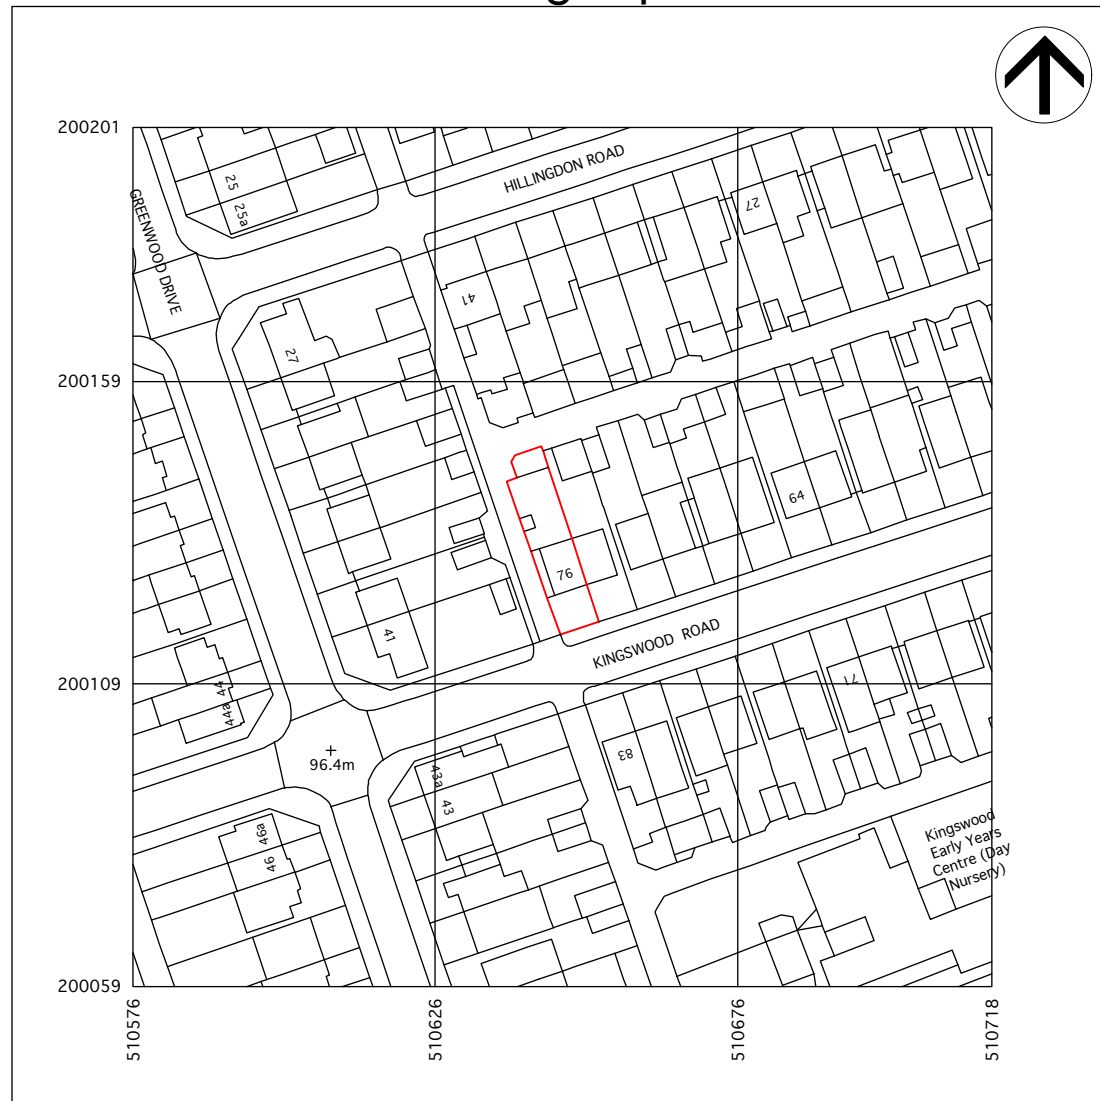 200201
HILLINGDON ROAD
25
25a
27
GREENWOOD DRIVE
41
27
200159
64
76
41
KINGSWOOD ROAD
200109
44
44a
71
83
96.4m
43a
43
46a
46
Kingswood
Early Years
Centre (Day
Nursery)
200059
510576
510626
510676
510718